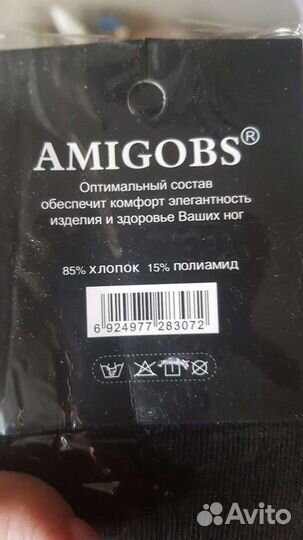 AMIGOBS®
Оптимальный состав
обеспечит комфорт элегантность
изделия и здоровье Ваших ног
85% ХЛОПОК 15% ПОЛИАМИД
6 924977 283072
Avito